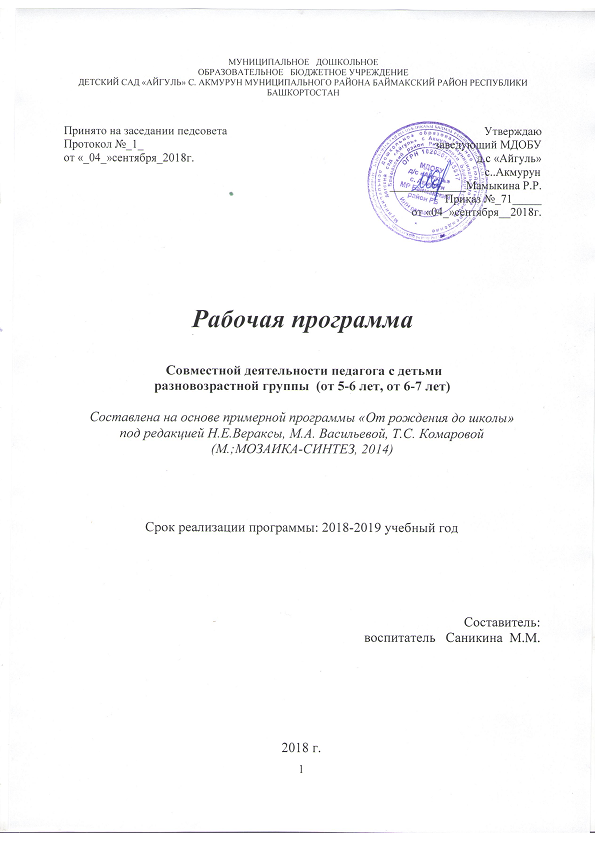 МУНИЦИПАЛЬНОЕ ДОШКОЛЬНОЕ
ОБРАЗОВАТЕЛЬНОЕ БЮДЖЕТНОЕ УЧРЕЖДЕНИЕ
ДЕТСКИЙ САД «АЙГУЛЬ» С. АКМУРУН МУНИЦИПАЛЬНОГО РАЙОНА БАЙМАКСКИЙ РАЙОН РЕСПУБЛИКИ
БАШКОРТОСТАН
Принято на заседании педсовета
Протокол №_1_
от «_04_»сентября_2018г.
Утверждаю
заведующий МДОБУ
д.с «Айгуль»
с..Акмурун
Мамыкина Р.Р.
Приказ №_71_____
от «04_»сентября__2018г.
МДОБУ
Рабочая программа
Совместной деятельности педагога с детьми
разновозрастной группы (от 5-6 лет, от 6-7 лет)
Составлена на основе примерной программы «От рождения до школы»
под редакцией Н.Е.Вераксы, М.А. Васильевой, Т.С. Комаровой
(М.;МОЗАИКА-СИНТЕЗ, 2014)
Срок реализации программы: 2018-2019 учебный год
Составитель:
воспитатель Саникина М.М.
2018 г.
1